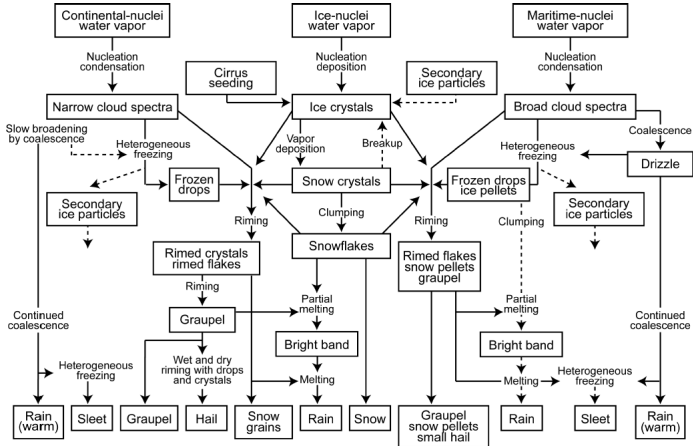 Continental-nuclei
water vapor
Ice-nuclei
water vapor
Maritime-nuclei
water vapor
Nucleation
condensation
Nucleation
deposition
Nucleation
condensation
Cirrus
seeding
Secondary
ice particles
Narrow cloud spectra
Ice crystals
Broad cloud spectra
Slow broadening
by coalescence
Heterogeneous
freezing
Vapor
deposition
Breakup
Heterogeneous
freezing
Coalescence
Drizzle
Frozen
drops
Snow crystals
Frozen drops
ice pellets
Secondary
ice particles
Riming
Clumping
Riming
Clumping
Secondary
ice particles
Snowflakes
Rimed crystals
rimed flakes
Rimed flakes
snow pellets
graupel
Riming
Continued
coalescence
Graupel
Partial
melting
Partial
melting
Continued
coalescence
Bright band
Bright band
Heterogeneous
freezing
Wet and dry
riming with drops
and crystals
Melting
Melting
Heterogeneous
freezing
Rain
(warm)
Sleet
Graupel
Hail
Snow
grains
Rain
Snow
Graupel
snow pellets
small hail
Rain
Sleet
Rain
(warm)